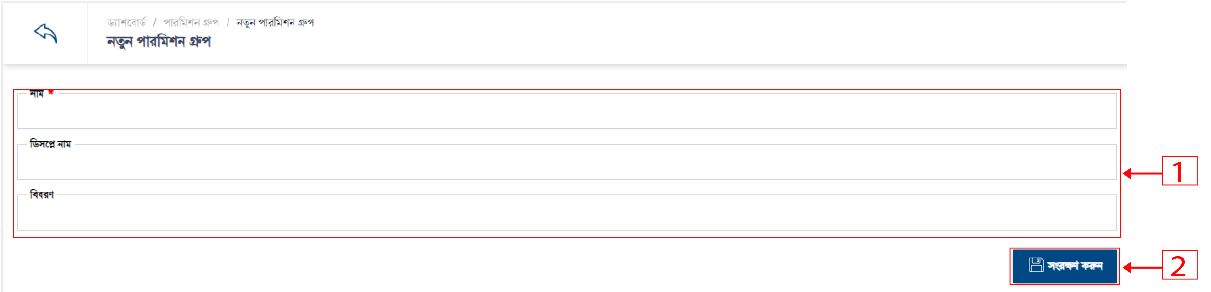 ড্যাশবোর্ড / পারমিশন গ্রুপ / নতুন পারমিশন গ্রুপ
নতুন পারমিশন গ্রুপ
নাম *
ডিসপ্লে নাম
বিবরণ
1
সংরক্ষণ করুন
2